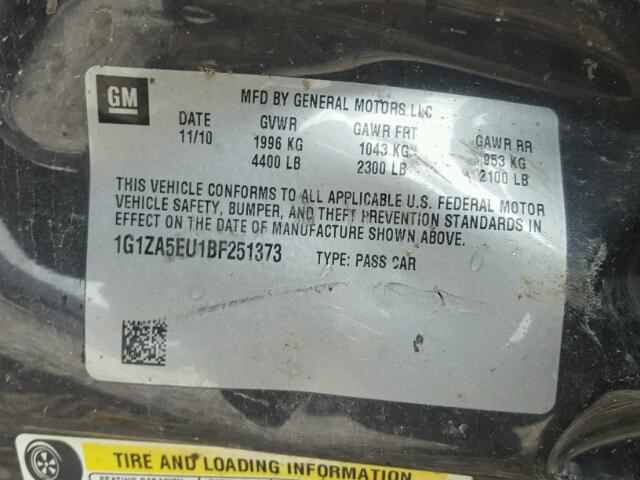 GM
MFD BY GENERAL MOTORS LLC
DATE GVWR GAWR FRT GAWR RR
11/10 1996 KG 1043 KG 953 KG
4400 LB 2300 LB 2100 LB
THIS VEHICLE CONFORMS TO ALL APPLICABLE U.S. FEDERAL MOTOR
VEHICLE SAFETY, BUMPER, AND THEFT PREVENTION STANDARDS IN
EFFECT ON THE DATE OF MANUFACTURE SHOWN ABOVE.
1G1ZA5EU1BF251373 TYPE: PASS CAR
TIRE AND LOADING INFORMATION
SEATING CAPACITY